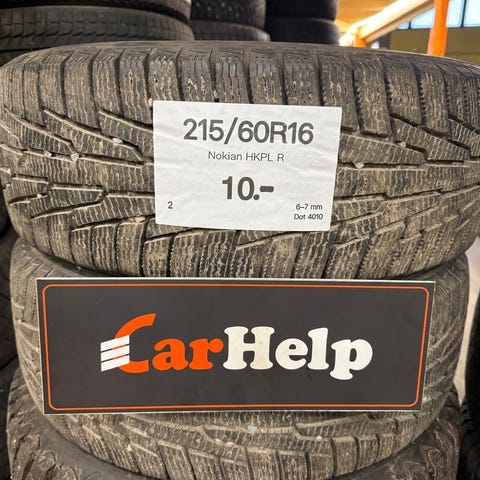 215/60R16
Nokian HKPL R
10.-
2
6-7 mm
Dot 4010
CarHelp